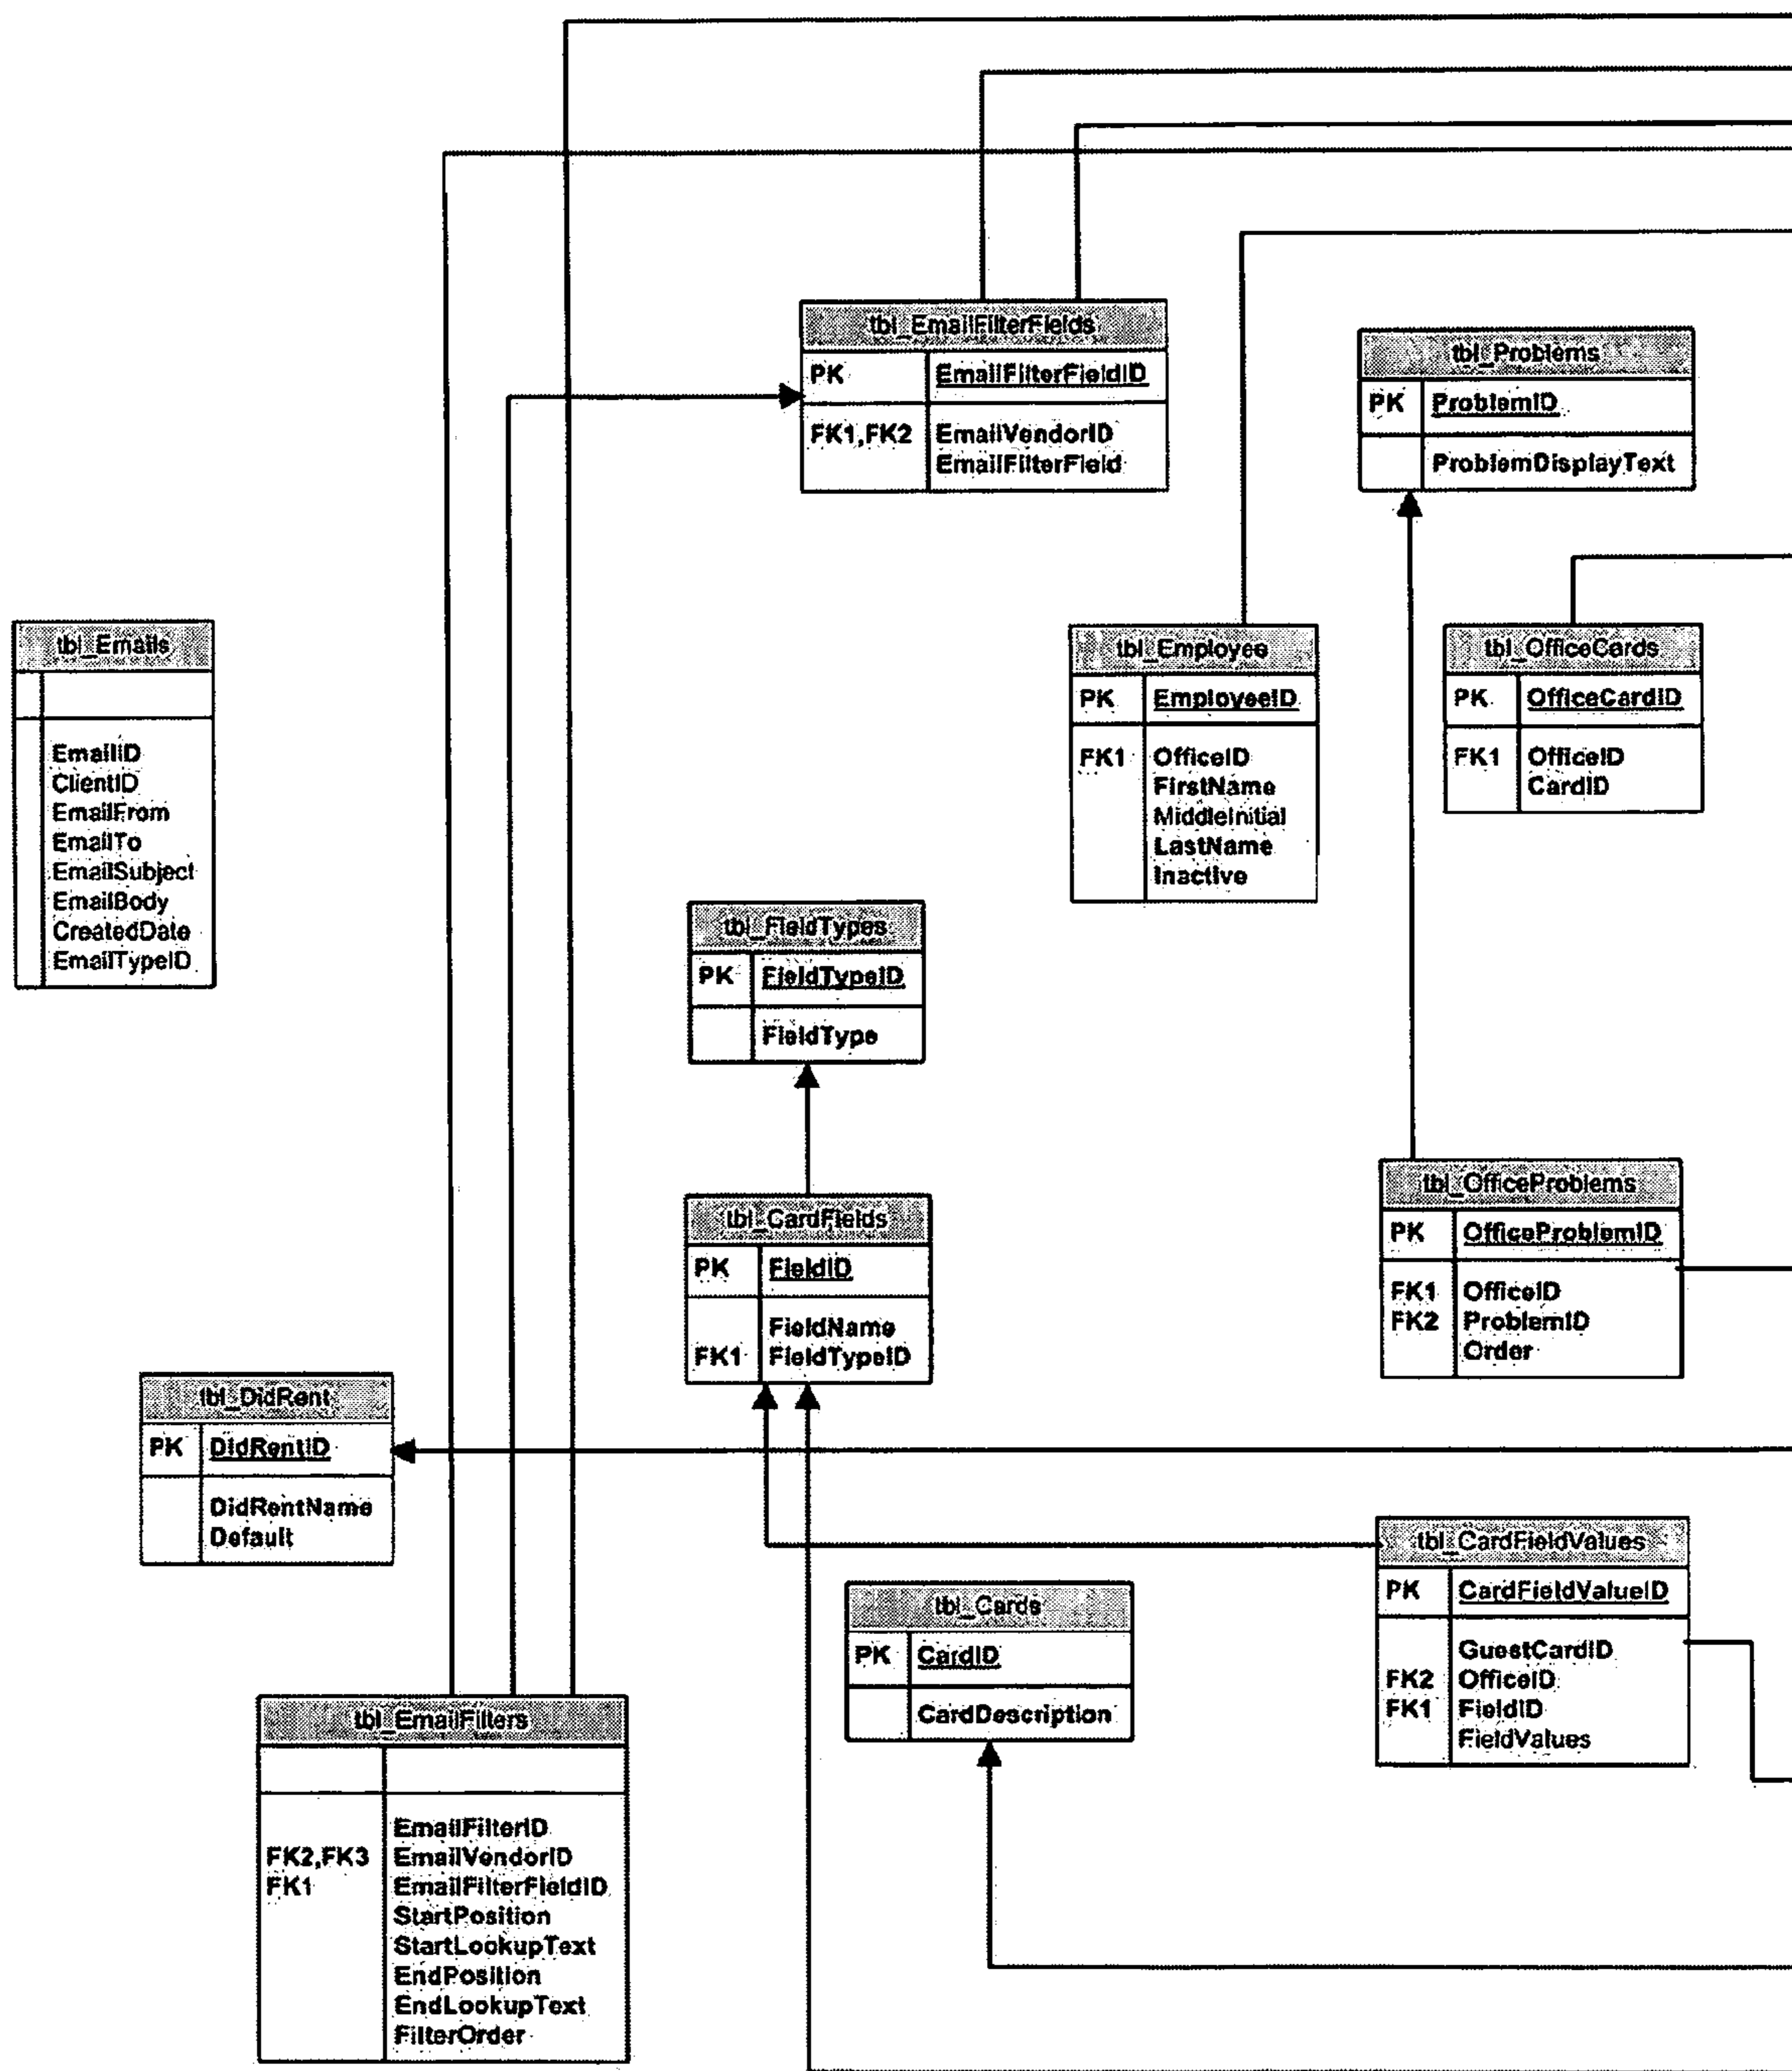 tbl_EmailFilterFields
PK EmailFilterFieldID
FK1,FK2 EmailVendorID
EmailFilterField
tbl_Problems
PK ProblemID
ProblemDisplayText
tbl_Emails
EmailID
ClientID
EmailFrom
EmailTo
EmailSubject
EmailBody
CreatedDate
EmailTypeID
tbl_Employee
PK EmployeeID
FK1 OfficeID
FirstName
MiddleInitial
LastName
Inactive
tbl_OfficeCards
PK OfficeCardID
FK1 OfficeID
CardID
tbl_FieldTypes
PK FieldTypeID
FieldType
tbl_CardFields
PK FieldID
FieldName
FK1 FieldTypeID
tbl_OfficeProblems
PK OfficeProblemID
FK1 OfficeID
FK2 ProblemID
Order
tbl_DidRent
PK DidRentID
DidRentName
Default
tbl_CardFieldValues
PK CardFieldValueID
GuestCardID
FK2 OfficeID
FK1 FieldID
FieldValues
tbl_Cards
PK CardID
CardDescription
tbl_EmailFilters
EmailFilterID
FK2,FK3 EmailVendorID
FK1 EmailFilterFieldID
StartPosition
StartLookupText
EndPosition
EndLookupText
FilterOrder